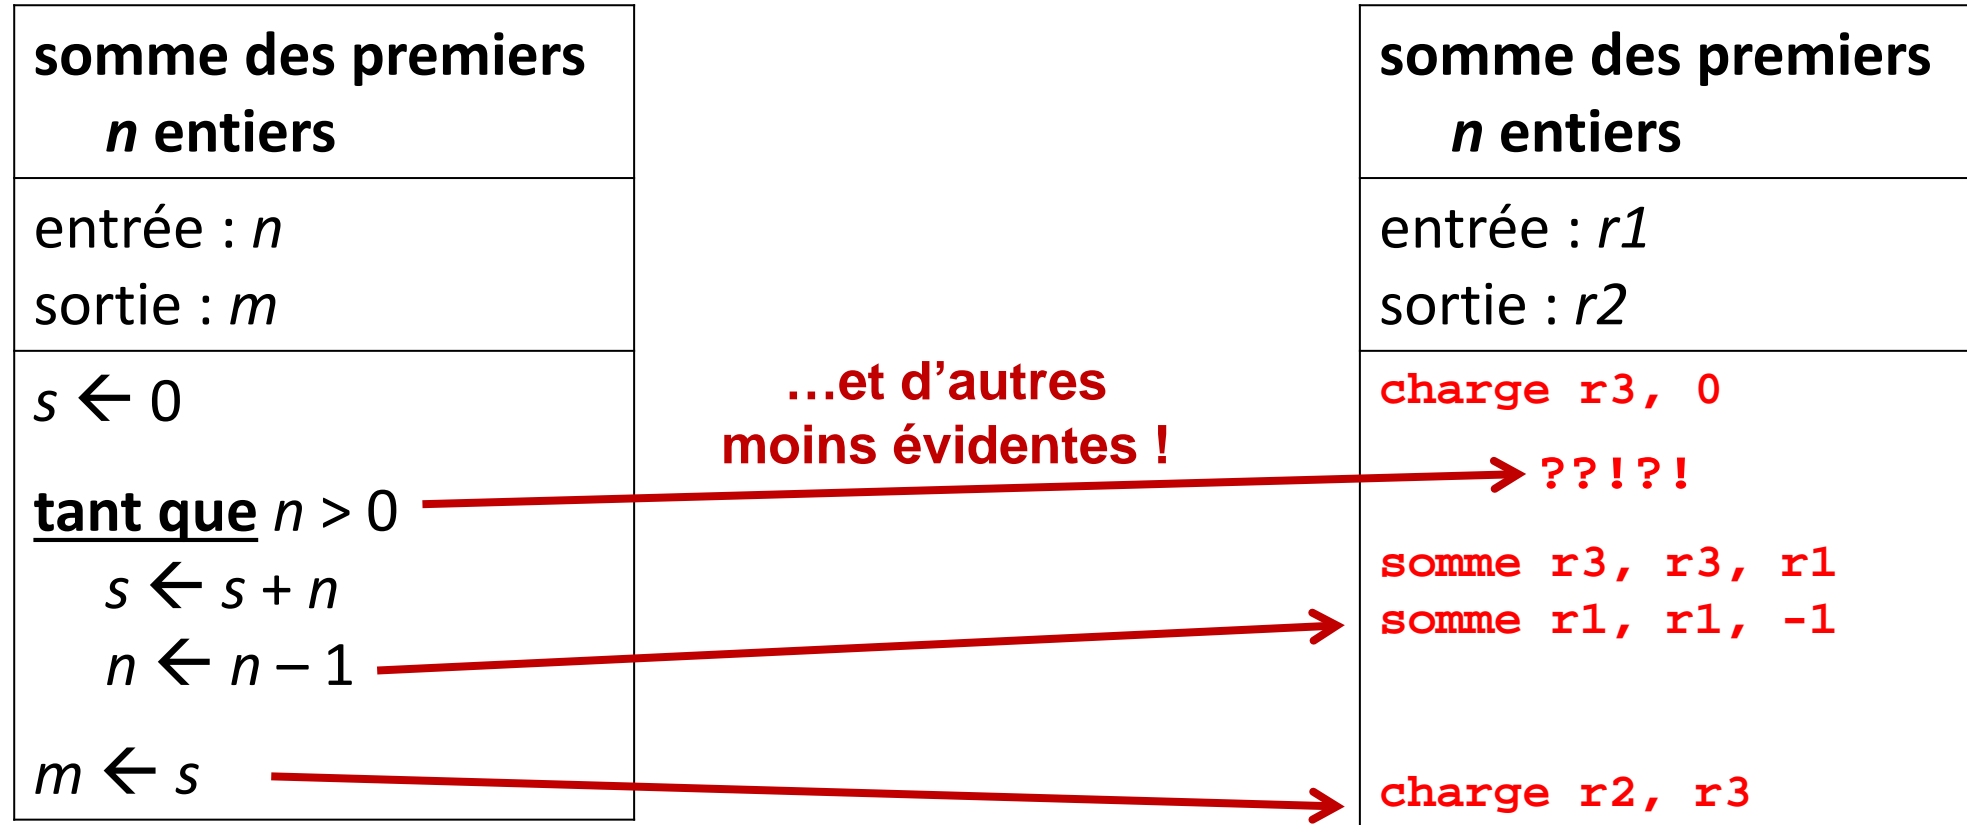 somme des premiers
n entiers
entrée : n
sortie : m
s ← 0
tant que n > 0
s ← s + n
n ← n – 1
m ← s
…et d’autres
moins évidentes !
somme des premiers
n entiers
entrée : r1
sortie : r2
charge r3, 0
??!?!
somme r3, r3, r1
somme r1, r1, -1
charge r2, r3